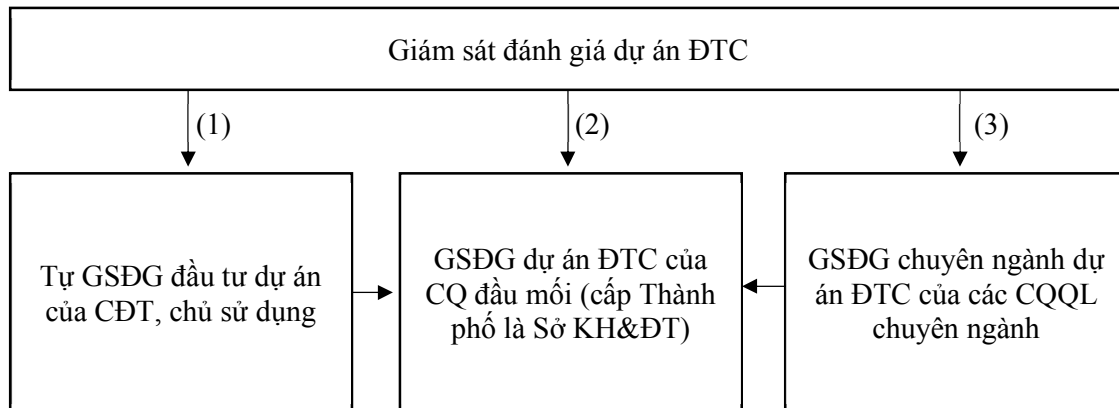 Giám sát đánh giá dự án ĐTC
(1)
(2)
(3)
Tự GSĐG đầu tư dự án
của CĐT, chủ sử dụng
GSĐG dự án ĐTC của
CQ đầu mối (cấp Thành
phố là Sở KH&ĐT)
GSĐG chuyên ngành dự
án ĐTC của các CQQL
chuyên ngành